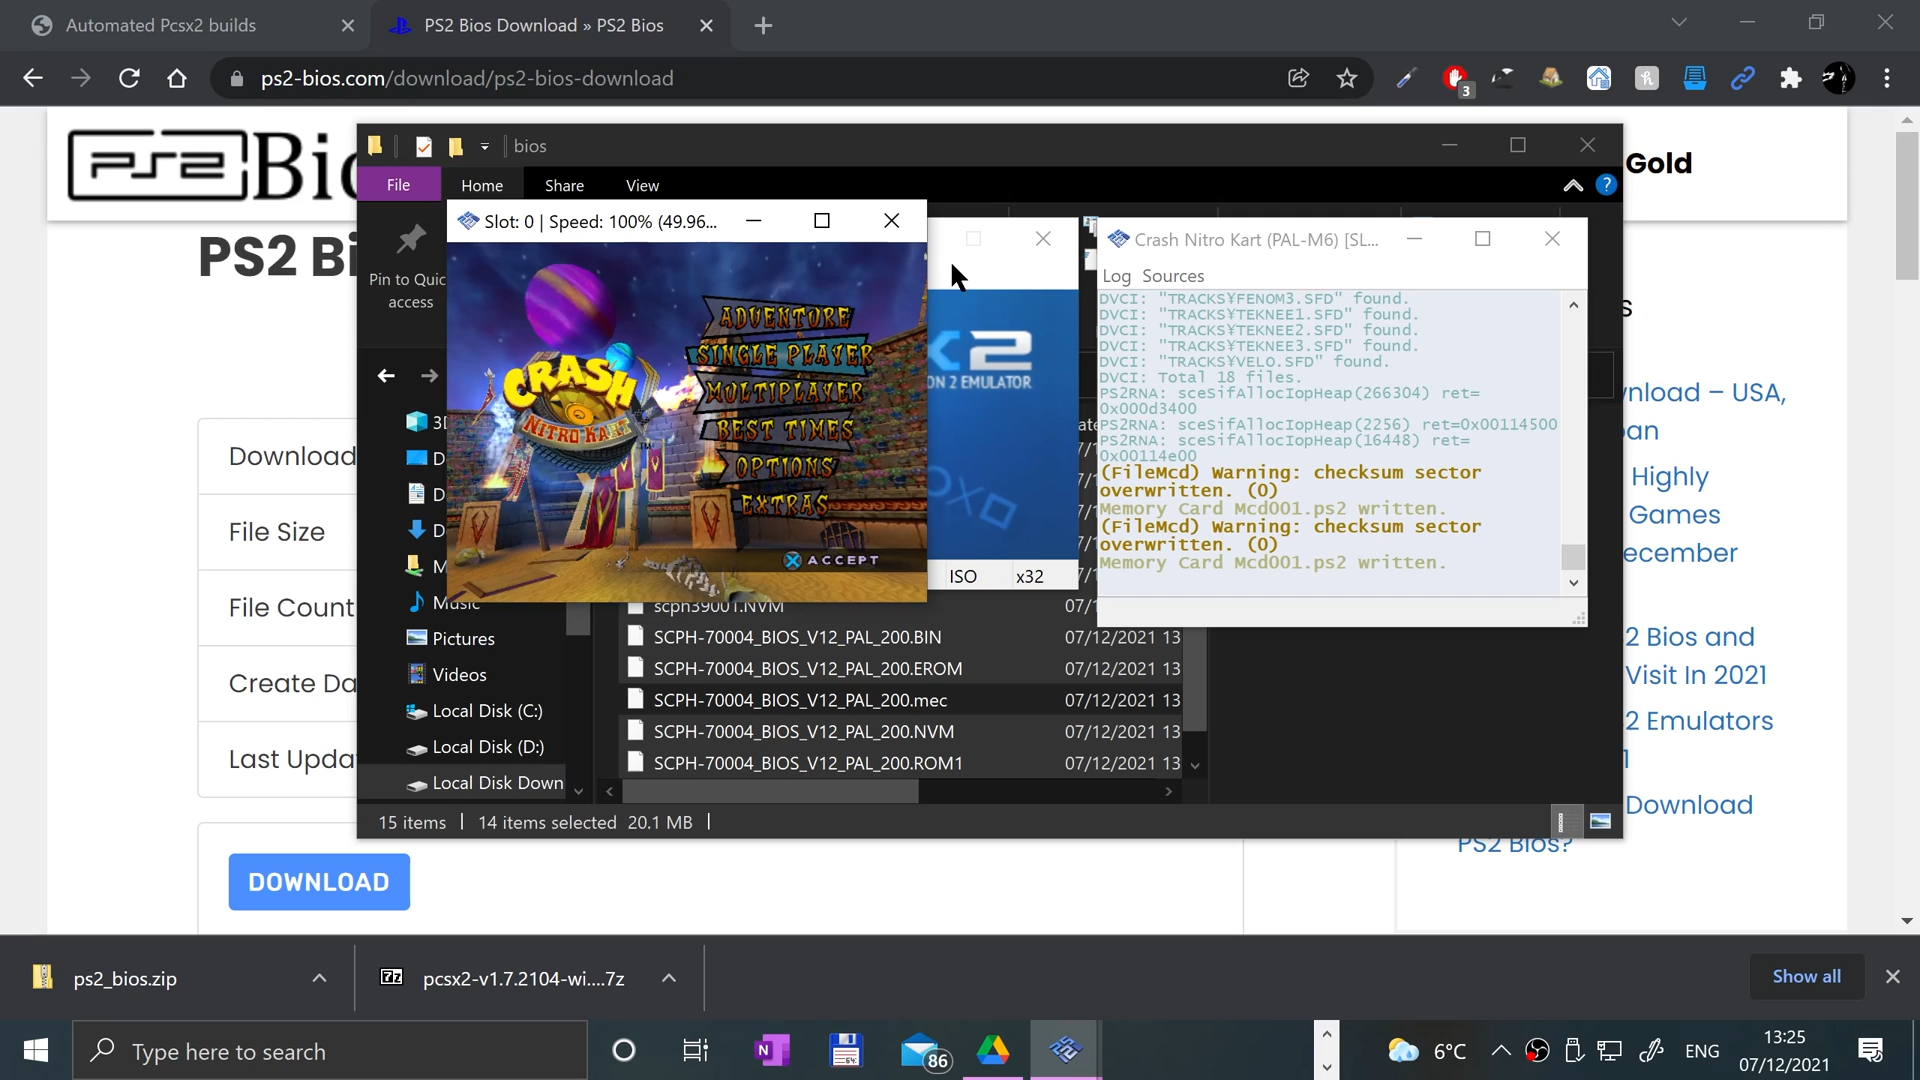 Automated Pcsx2 builds
PS2 Bios Download » PS2 Bios
ps2-bios.com/download/ps2-bios-download
3
PS2
bios
Gold
File
Home
Share
View
Pin to Quic
access
PS2 Bi
Slot: 0 | Speed: 100% (49.96...
CRASH
NITRO KART
ADVENTURE
SINGLE PLAYER
MULTIPLAYER
BEST TIMES
OPTIONS
EXTRAS
ACCEPT
X2
ON 2 EMULATOR
ISO
x32
Crash Nitro Kart (PAL-M6) [SL...
Log
Sources
DVCI: "TRACKS¥FENOM3.SFD" found.
DVCI: "TRACKS¥TEKNEE1.SFD" found.
DVCI: "TRACKS¥TEKNEE2.SFD" found.
DVCI: "TRACKS¥TEKNEE3.SFD" found.
DVCI: "TRACKS¥VELO.SFD" found.
DVCI: Total 18 files.
PS2RNA: sceSifAllocIopHeap(266304) ret=
0x000d3400
PS2RNA: sceSifAllocIopHeap(2256) ret=0x00114500
PS2RNA: sceSifAllocIopHeap(16448) ret=
0x00114e00
(FileMcd) Warning: checksum sector
overwritten. (0)
Memory Card Mcd001.ps2 written.
(FileMcd) Warning: checksum sector
overwritten. (0)
Memory Card Mcd001.ps2 written.
3D
D
D
D
M
Music
Pictures
Videos
Local Disk (C:)
Local Disk (D:)
Local Disk Down
scph39001.NVM
07/1
SCPH-70004_BIOS_V12_PAL_200.BIN
07/12/2021 13
SCPH-70004_BIOS_V12_PAL_200.EROM
07/12/2021 13
SCPH-70004_BIOS_V12_PAL_200.mec
07/12/2021 13
SCPH-70004_BIOS_V12_PAL_200.NVM
07/12/2021 13
SCPH-70004_BIOS_V12_PAL_200.ROM1
07/12/2021 13
15 items
14 items selected
20.1 MB
Download
File Size
File Count
Create Da
Last Upda
DOWNLOAD
wnload – USA,
an
Highly
Games
ecember
2 Bios and
Visit In 2021
2 Emulators
1
Download
PS2 Bios?
ps2_bios.zip
pcsx2-v1.7.2104-wi....7z
Show all
Type here to search
86
6°C
ENG
13:25
07/12/2021